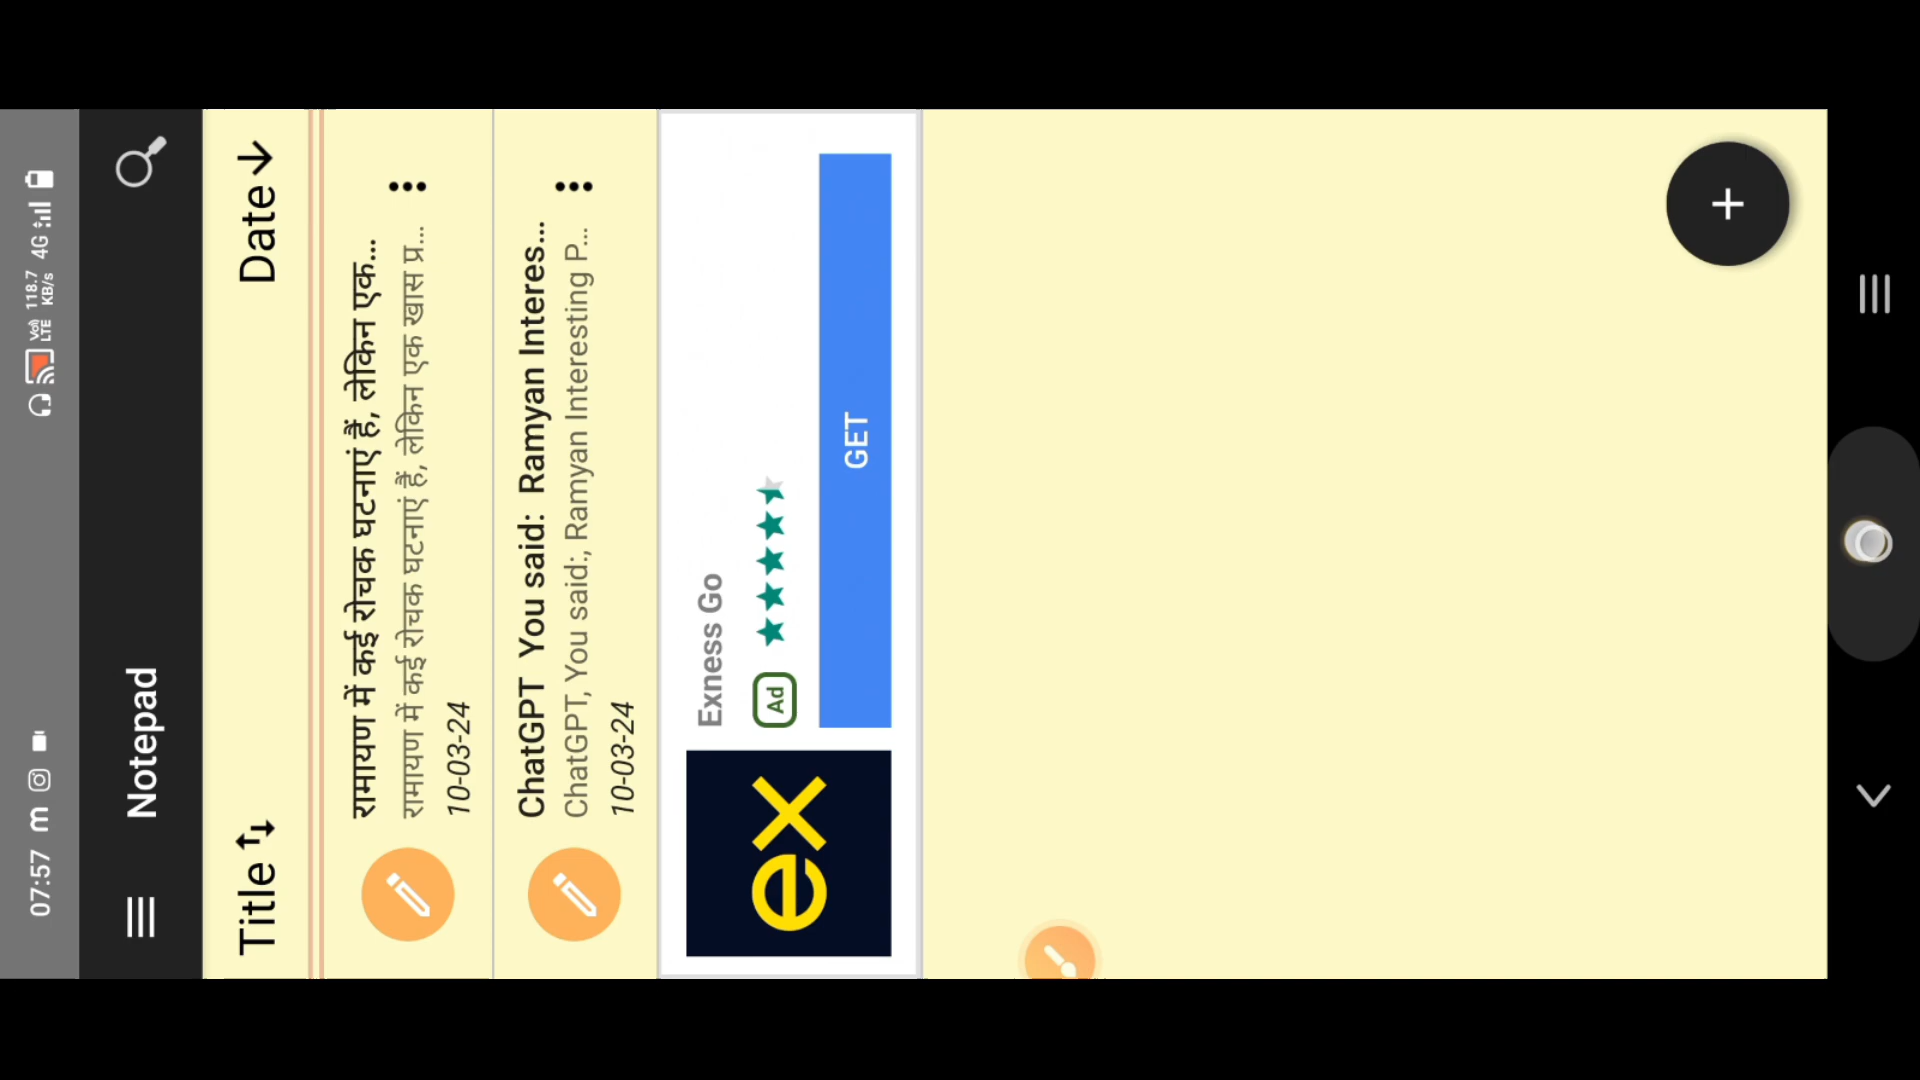 07:57 m VoD LTE 118.7 KB/s 4G
Notepad
Title Date
रामायण में कई रोचक घटनाएं हैं, लेकिन एक...
रामायण में कई रोचक घटनाएं हैं, लेकिन एक खास प्र...
10-03-24
ChatGPT You said: Ramyan Interes...
ChatGPT, You said:, Ramyan Interesting P...
10-03-24
ex
Exness Go
Ad
GET